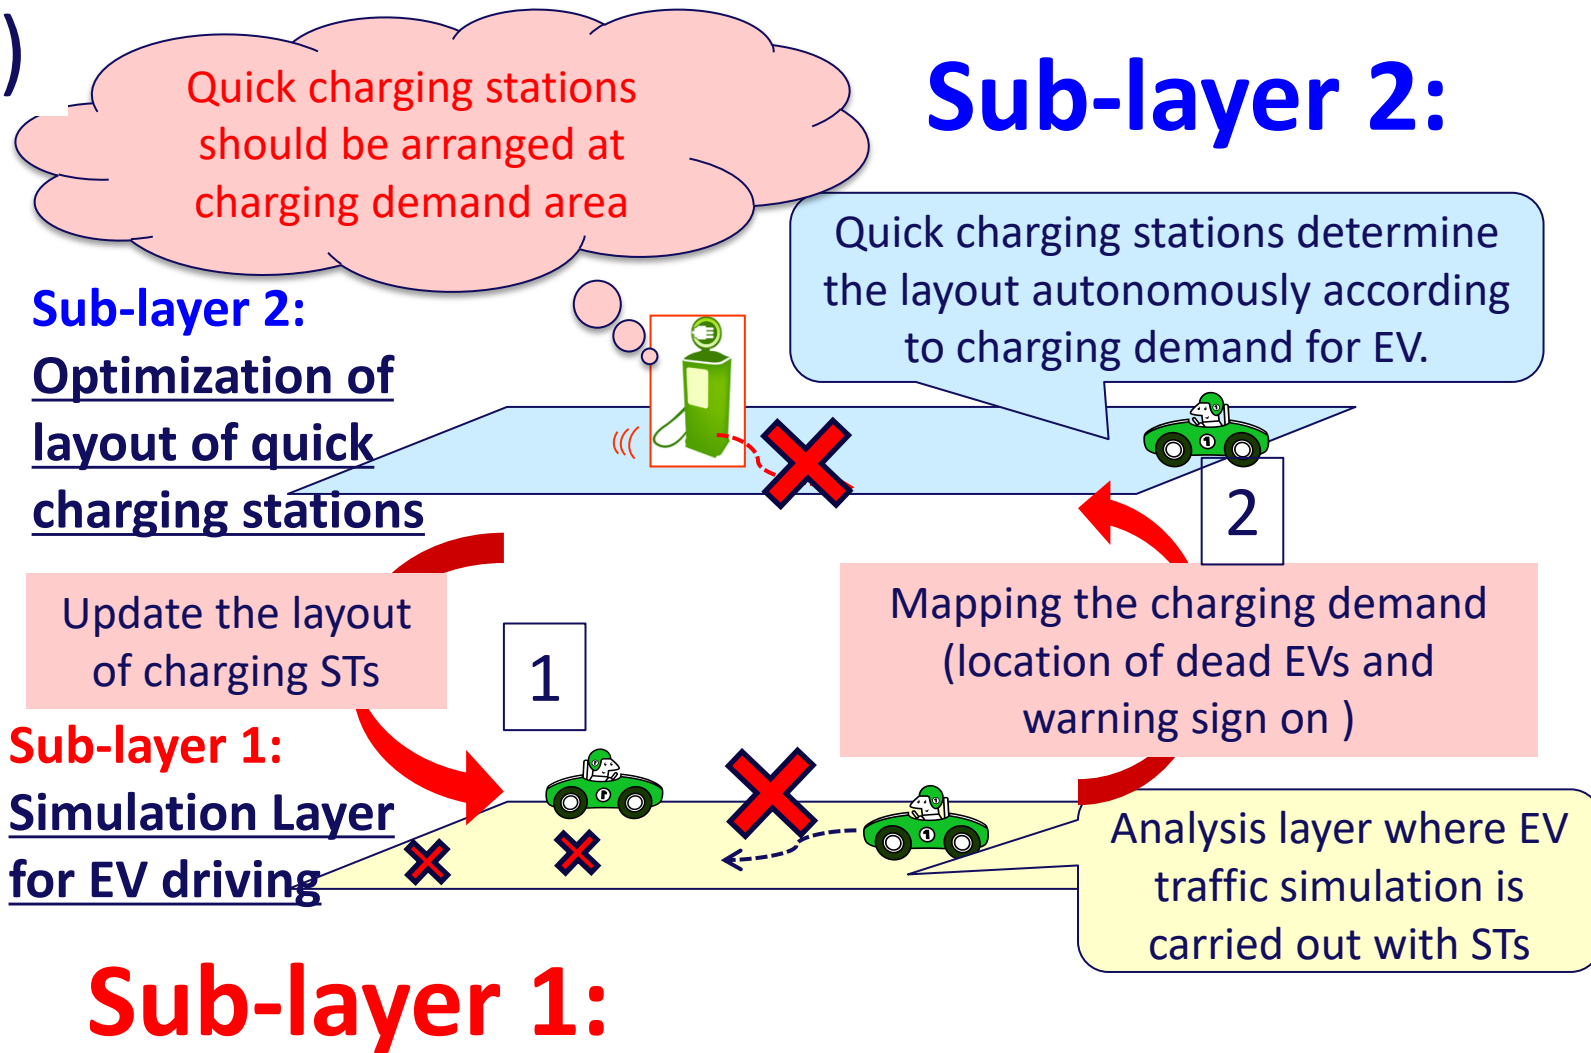 )
Quick charging stations
should be arranged at
charging demand area
Sub-layer 2:
Quick charging stations determine
the layout autonomously according
to charging demand for EV.
Sub-layer 2:
Optimization of
layout of quick
charging stations
1
2
Update the layout
of charging STs
1
Mapping the charging demand
(location of dead EVs and
warning sign on )
Sub-layer 1:
Simulation Layer
for EV driving
1
1
Analysis layer where EV
traffic simulation is
carried out with STs
Sub-layer 1: